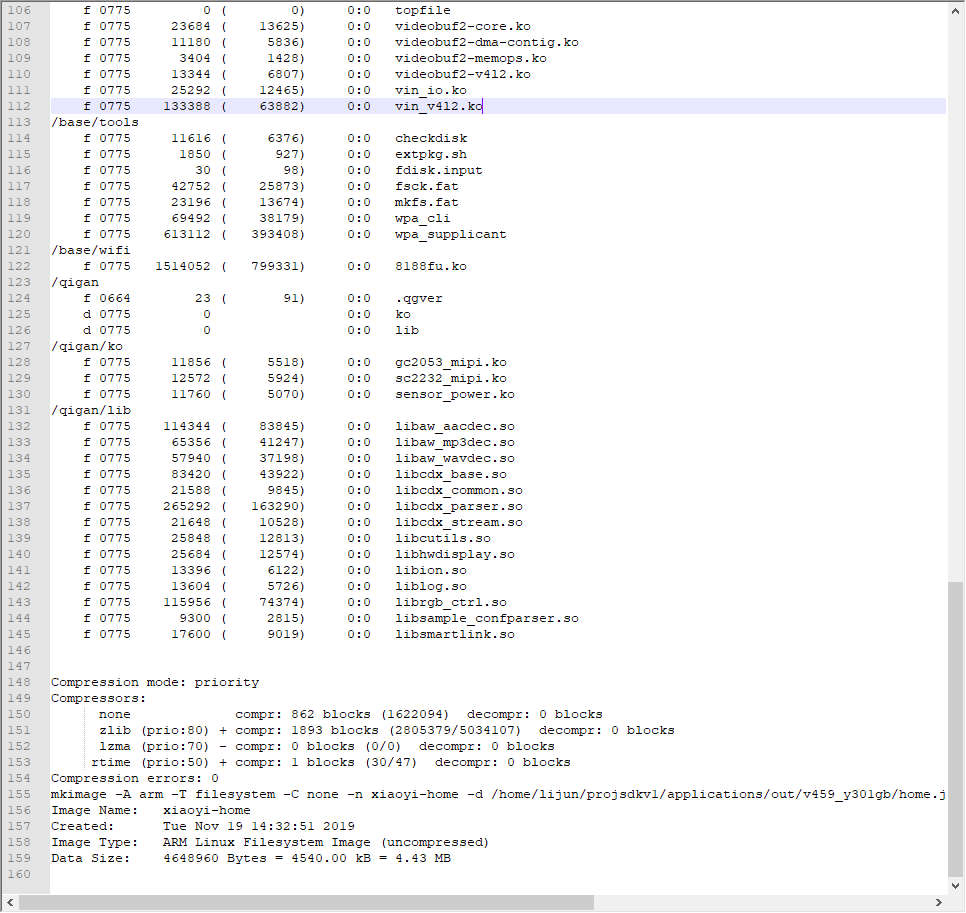 106 f 0775 0 ( 0) 0:0 topfile
107 f 0775 23684 ( 13625) 0:0 videobuf2-core.ko
108 f 0775 11180 ( 5836) 0:0 videobuf2-dma-contig.ko
109 f 0775 3404 ( 1428) 0:0 videobuf2-memops.ko
110 f 0775 13344 ( 6807) 0:0 videobuf2-v4l2.ko
111 f 0775 25292 ( 12465) 0:0 vin_io.ko
112 f 0775 133388 ( 63882) 0:0 vin_v4l2.ko
113 /base/tools
114 f 0775 11616 ( 6376) 0:0 checkdisk
115 f 0775 1850 ( 927) 0:0 extpkg.sh
116 f 0775 30 ( 98) 0:0 fdisk.input
117 f 0775 42752 ( 25873) 0:0 fsck.fat
118 f 0775 23196 ( 13674) 0:0 mkfs.fat
119 f 0775 69492 ( 38179) 0:0 wpa_cli
120 f 0775 613112 ( 393408) 0:0 wpa_supplicant
121 /base/wifi
122 f 0775 1514052 ( 799331) 0:0 8188fu.ko
123 /qigan
124 f 0664 23 ( 91) 0:0 .qgver
125 d 0775 0 0:0 ko
126 d 0775 0 0:0 lib
127 /qigan/ko
128 f 0775 11856 ( 5518) 0:0 gc2053_mipi.ko
129 f 0775 12572 ( 5924) 0:0 sc2232_mipi.ko
130 f 0775 11760 ( 5070) 0:0 sensor_power.ko
131 /qigan/lib
132 f 0775 114344 ( 83845) 0:0 libaw_aacdec.so
133 f 0775 65356 ( 41247) 0:0 libaw_mp3dec.so
134 f 0775 57940 ( 37198) 0:0 libaw_wavdec.so
135 f 0775 83420 ( 43922) 0:0 libcdx_base.so
136 f 0775 21588 ( 9845) 0:0 libcdx_common.so
137 f 0775 265292 ( 163290) 0:0 libcdx_parser.so
138 f 0775 21648 ( 10528) 0:0 libcdx_stream.so
139 f 0775 25848 ( 12813) 0:0 libcutils.so
140 f 0775 25684 ( 12574) 0:0 libhwdisplay.so
141 f 0775 13396 ( 6122) 0:0 libion.so
142 f 0775 13604 ( 5726) 0:0 liblog.so
143 f 0775 115956 ( 74374) 0:0 librgb_ctrl.so
144 f 0775 9300 ( 2815) 0:0 libsample_confparser.so
145 f 0775 17600 ( 9019) 0:0 libsmartlink.so
146
147
148 Compression mode: priority
149 Compressors:
150 none compr: 862 blocks (1622094) decompr: 0 blocks
151 zlib (prio:80) + compr: 1893 blocks (2805379/5034107) decompr: 0 blocks
152 lzma (prio:70) - compr: 0 blocks (0/0) decompr: 0 blocks
153 rtime (prio:50) + compr: 1 blocks (30/47) decompr: 0 blocks
154 Compression errors: 0
155 mkimage -A arm -T filesystem -C none -n xiaoyi-home -d /home/lijun/projsdkv1/applications/out/v459_y301gb/home.j
156 Image Name: xiaoyi-home
157 Created: Tue Nov 19 14:32:51 2019
158 Image Type: ARM Linux Filesystem Image (uncompressed)
159 Data Size: 4648960 Bytes = 4540.00 kB = 4.43 MB
160